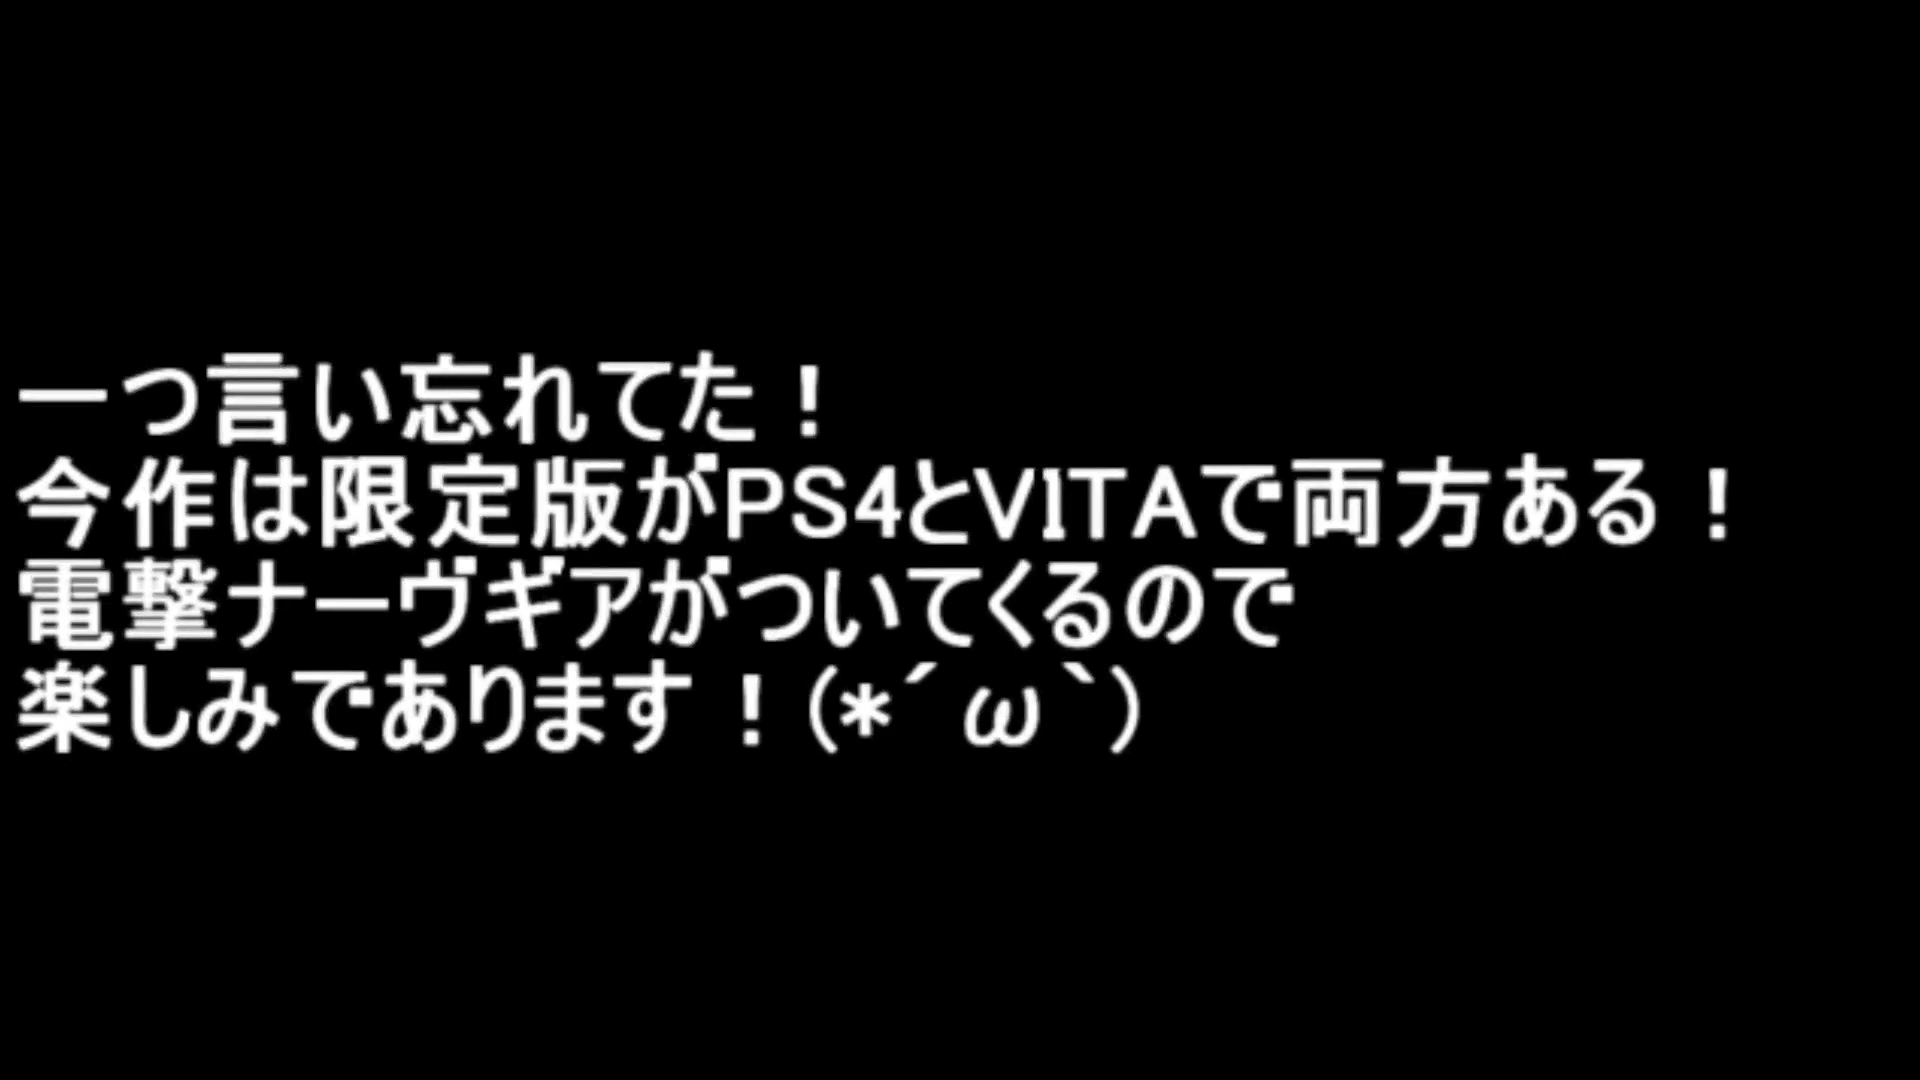 一つ言い忘れてた！
今作は限定版がPS4とVITAで両方ある！
電撃ナーヴギアがついてくるので
楽しみであります！(*´ω`)